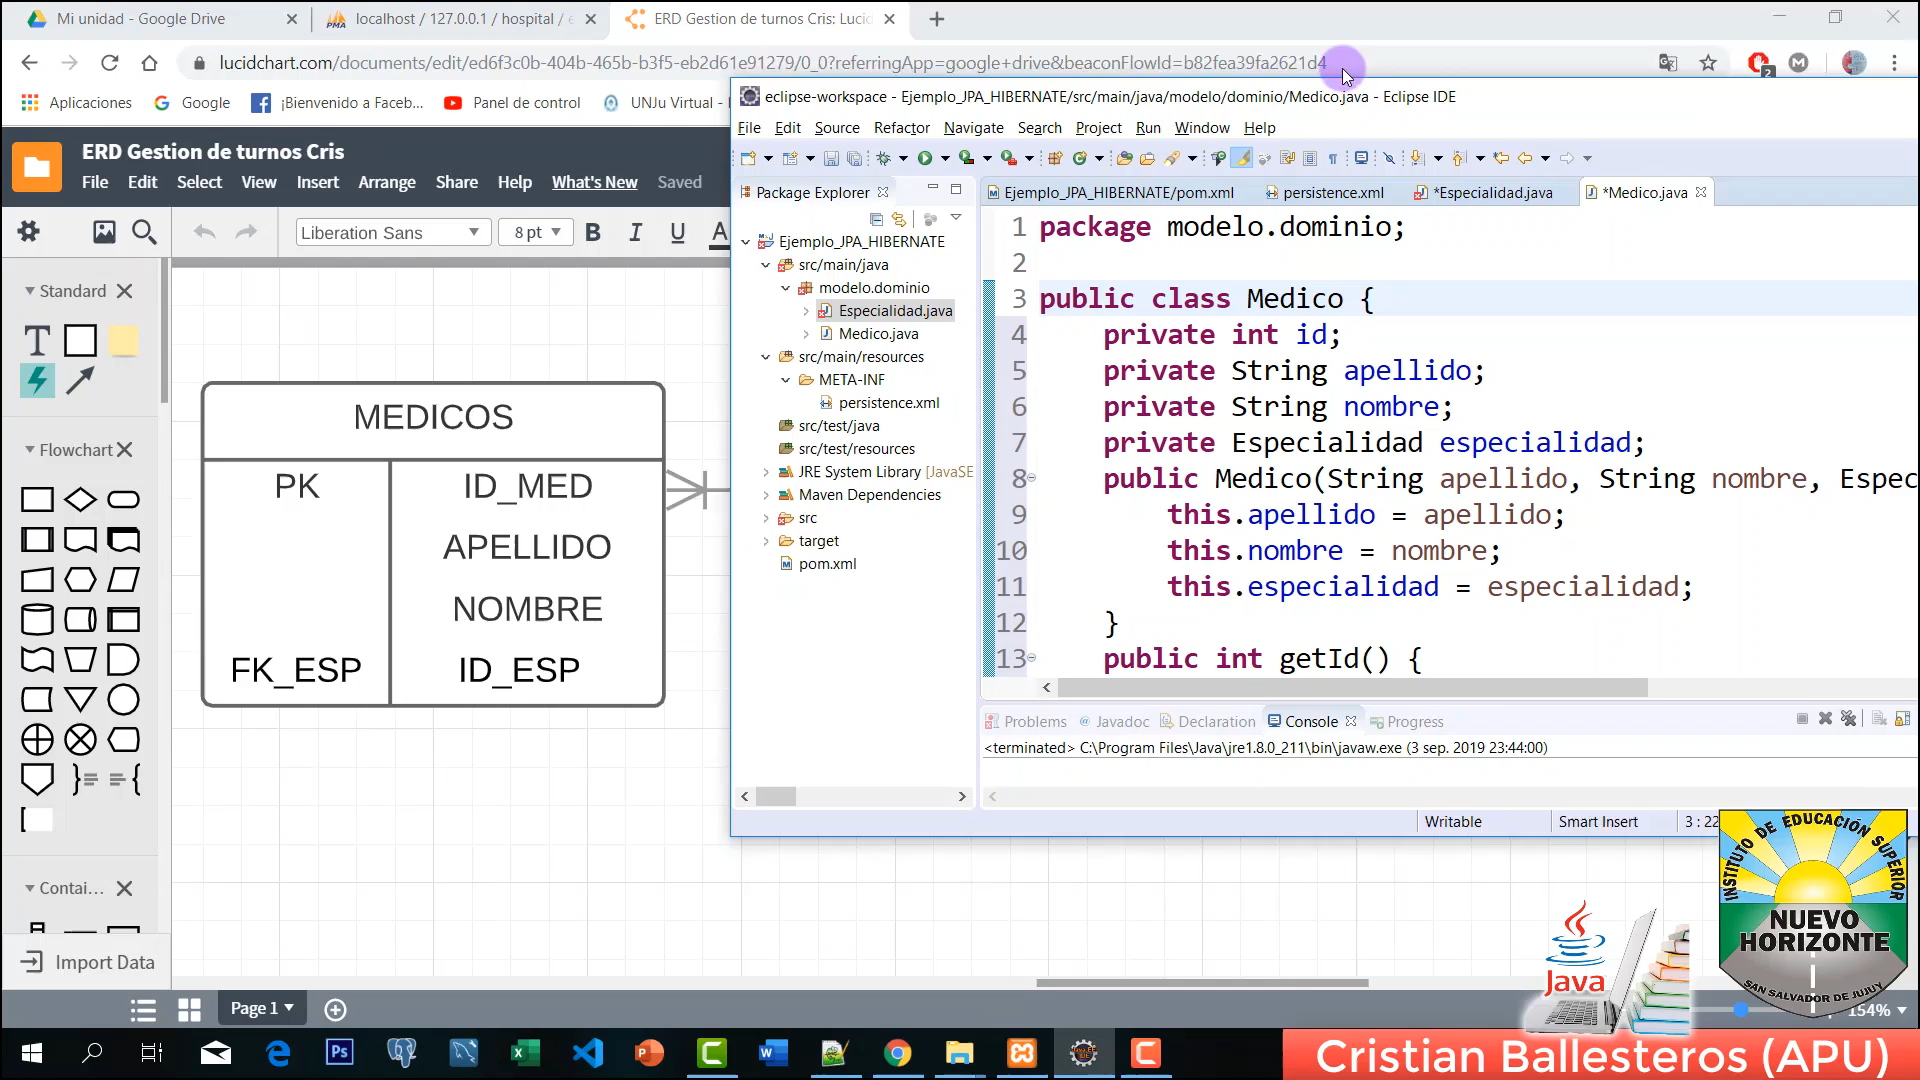 Mi unidad - Google Drive
localhost / 127.0.0.1 / hospital /
ERD Gestion de turnos Cris: Lucid
lucidchart.com/documents/edit/ed6f3c0b-404b-465b-b3f5-eb2d61e91279/0_0?referringApp=google+drive&beaconFlowId=b82fea39fa2621d4
Aplicaciones
Google
¡Bienvenido a Faceb...
Panel de control
UNJu Virtual -
eclipse-workspace - Ejemplo_JPA_HIBERNATE/src/main/java/modelo/dominio/Medico.java - Eclipse IDE
File Edit Source Refactor Navigate Search Project Run Window Help
ERD Gestion de turnos Cris
File Edit Select View Insert Arrange Share Help What's New Saved
Liberation Sans
8 pt
B I U A
Standard
T
Flowchart
Contai...
Import Data
MEDICOS
PK ID_MED
APELLIDO
NOMBRE
FK_ESP ID_ESP
Package Explorer
Ejemplo_JPA_HIBERNATE
src/main/java
modelo.dominio
Especialidad.java
Medico.java
src/main/resources
META-INF
persistence.xml
src/test/java
src/test/resources
JRE System Library [JavaSE
Maven Dependencies
src
target
pom.xml
Ejemplo_JPA_HIBERNATE/pom.xml
persistence.xml
*Especialidad.java
*Medico.java
1 package modelo.dominio;
2
3 public class Medico {
4 private int id;
5 private String apellido;
6 private String nombre;
7 private Especialidad especialidad;
8 public Medico(String apellido, String nombre, Espec
9 this.apellido = apellido;
10 this.nombre = nombre;
11 this.especialidad = especialidad;
12 }
13 public int getId() {
Problems @ Javadoc Declaration Console Progress
<terminated> C:\Program Files\Java\jre1.8.0_211\bin\javaw.exe (3 sep. 2019 23:44:00)
Writable
Smart Insert
3 : 22
Page 1
154%
INSTITUTO DE EDUCACIÓN SUPERIOR
NUEVO
HORIZONTE
SAN SALVADOR DE JUJUY
Java
Cristian Ballesteros (APU)